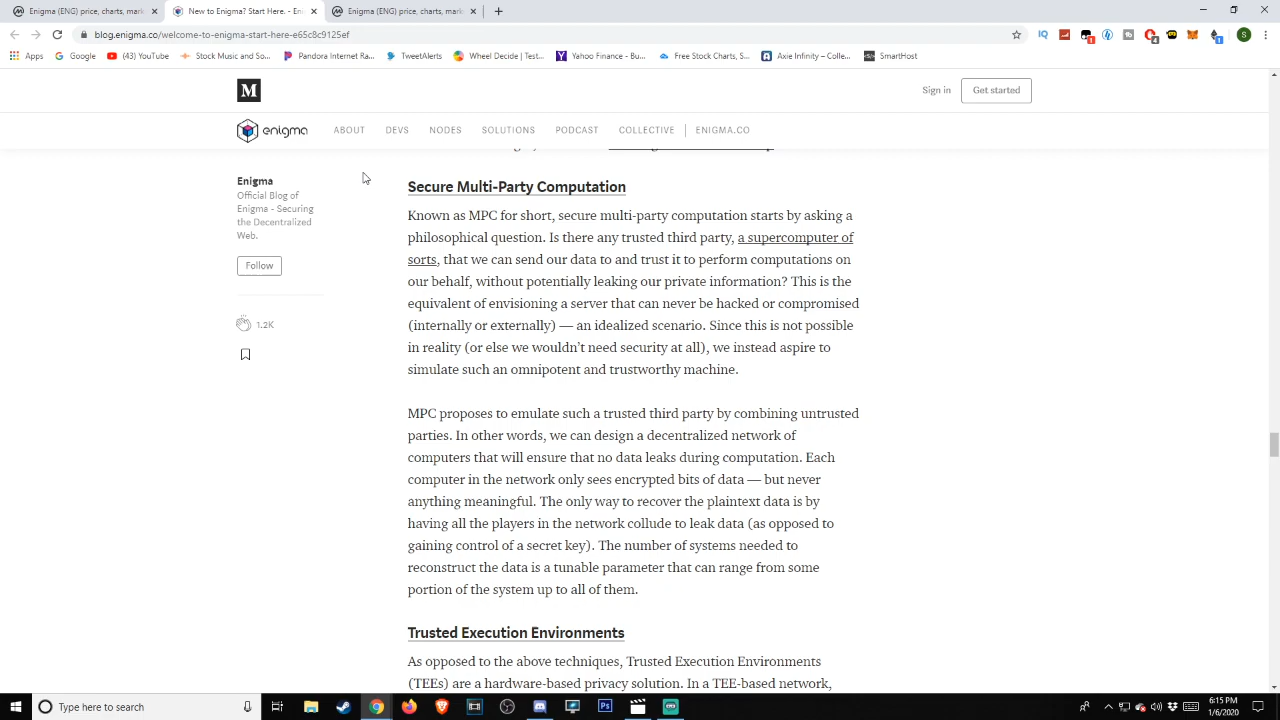 Enigma (ENG) price, charts, mark
New to Enigma? Start Here. - Eni
Enigma (ENG) price, charts, mark
blog.enigma.co/welcome-to-enigma-start-here-e65c8c9125ef
1
4
1
S
Apps
Google
(43) YouTube
Stock Music and So...
Pandora Internet Ra...
TweetAlerts
Wheel Decide | Test...
Yahoo Finance - Bu...
Free Stock Charts, S...
Axie Infinity – Colle...
SmartHost
M
Sign in
Get started
enigma
ABOUT
DEVS
NODES
SOLUTIONS
PODCAST
COLLECTIVE
ENIGMA.CO
Enigma
Official Blog of
Enigma - Securing
the Decentralized
Web.
Follow
1.2K
Secure Multi-Party Computation
Known as MPC for short, secure multi-party computation starts by asking a
philosophical question. Is there any trusted third party, a supercomputer of
sorts, that we can send our data to and trust it to perform computations on
our behalf, without potentially leaking our private information? This is the
equivalent of envisioning a server that can never be hacked or compromised
(internally or externally) — an idealized scenario. Since this is not possible
in reality (or else we wouldn’t need security at all), we instead aspire to
simulate such an omnipotent and trustworthy machine.
MPC proposes to emulate such a trusted third party by combining untrusted
parties. In other words, we can design a decentralized network of
computers that will ensure that no data leaks during computation. Each
computer in the network only sees encrypted bits of data — but never
anything meaningful. The only way to recover the plaintext data is by
having all the players in the network collude to leak data (as opposed to
gaining control of a secret key). The number of systems needed to
reconstruct the data is a tunable parameter that can range from some
portion of the system up to all of them.
Trusted Execution Environments
As opposed to the above techniques, Trusted Execution Environments
(TEEs) are a hardware-based privacy solution. In a TEE-based network,
Type here to search
6:15 PM
1/6/2020